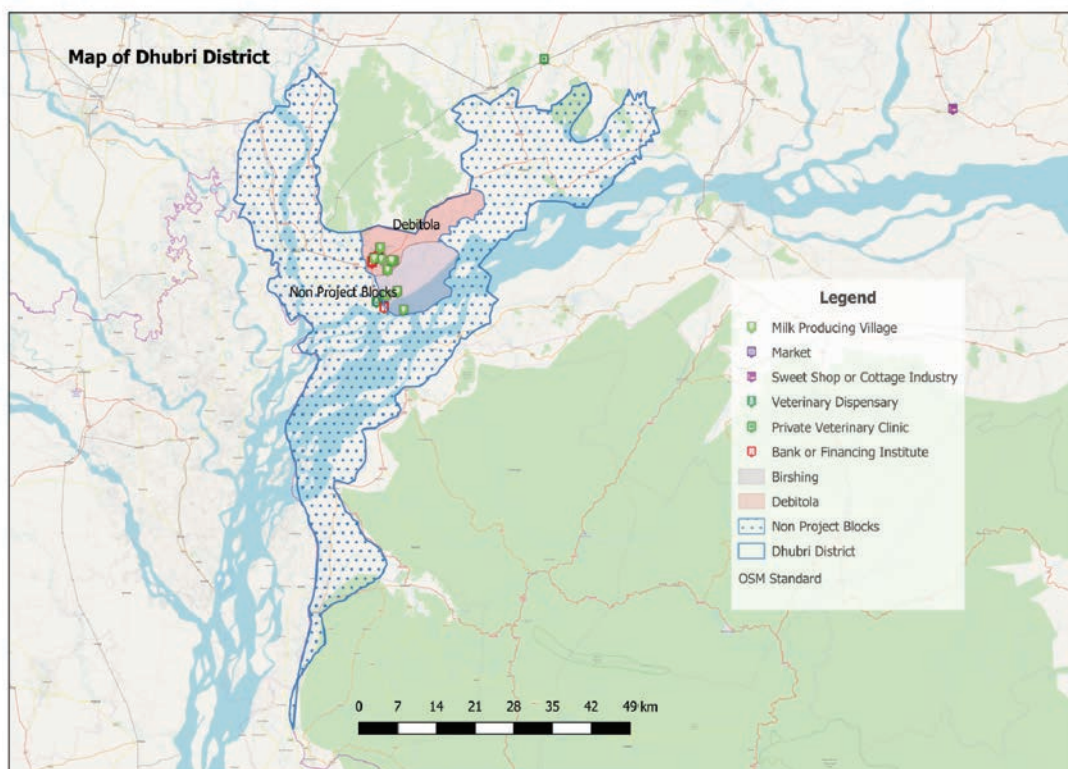 Map of Dhubri District
Debitola
Non Project Blocks
Legend
Milk Producing Village
Market
Sweet Shop or Cottage Industry
Veterinary Dispensary
Private Veterinary Clinic
Bank or Financing Institute
Birshing
Debitola
Non Project Blocks
Dhubri District
OSM Standard
0 7 14 21 28 35 42 49 km